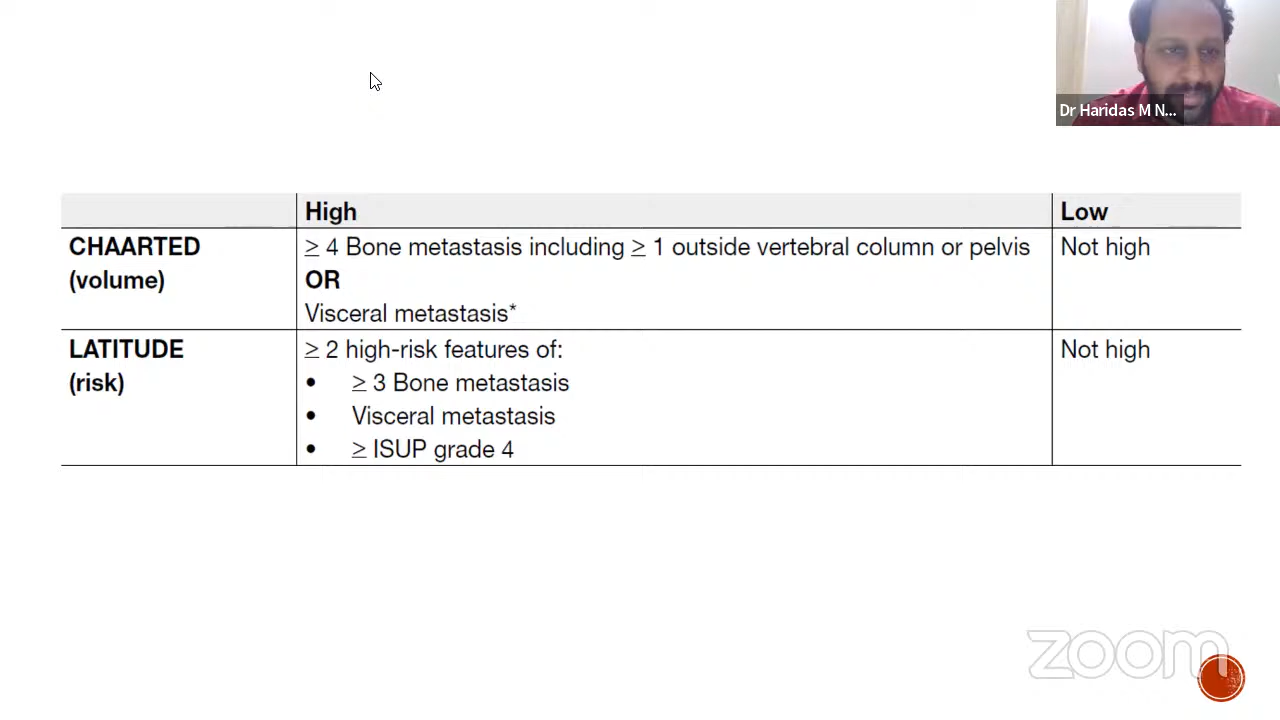 Dr Haridas M N...
High
Low
CHAARTED
(volume)
≥ 4 Bone metastasis including ≥ 1 outside vertebral column or pelvis
OR
Visceral metastasis*
Not high
LATITUDE
(risk)
≥ 2 high-risk features of:
• ≥ 3 Bone metastasis
• Visceral metastasis
• ≥ ISUP grade 4
Not high
zoom